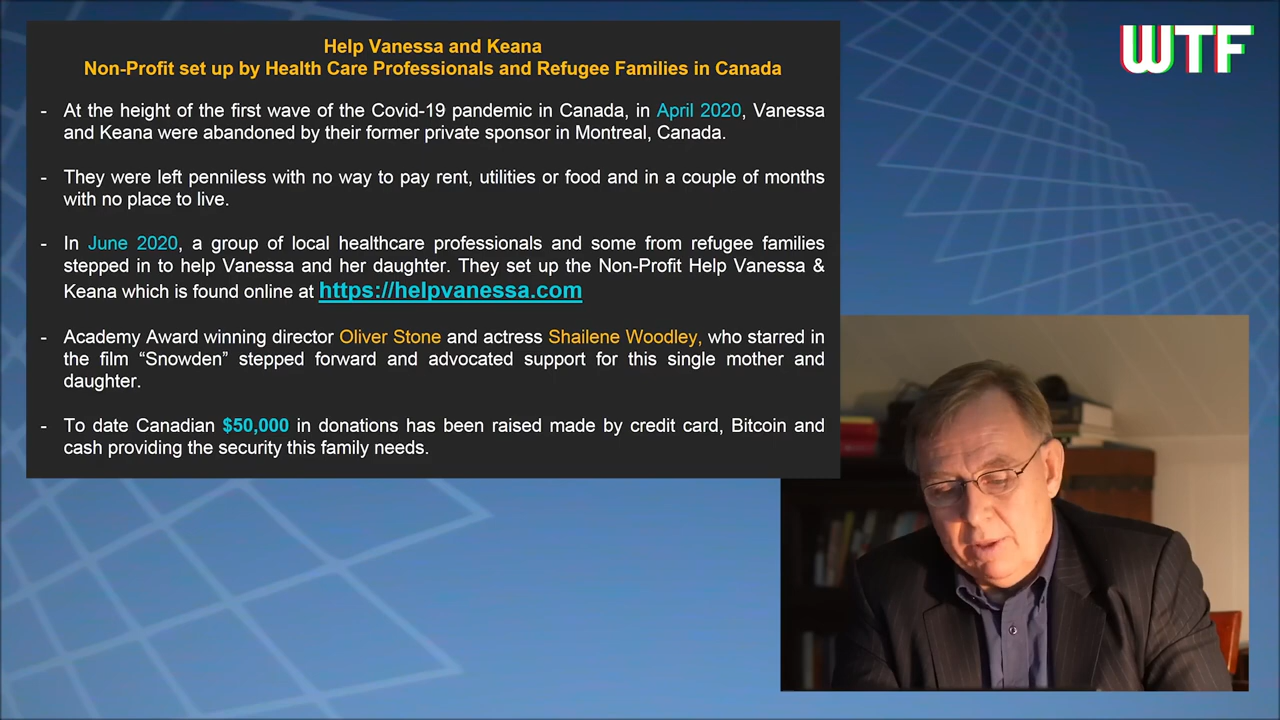 WTF
Help Vanessa and Keana
Non-Profit set up by Health Care Professionals and Refugee Families in Canada
- At the height of the first wave of the Covid-19 pandemic in Canada, in April 2020, Vanessa
and Keana were abandoned by their former private sponsor in Montreal, Canada.
- They were left penniless with no way to pay rent, utilities or food and in a couple of months
with no place to live.
- In June 2020, a group of local healthcare professionals and some from refugee families
stepped in to help Vanessa and her daughter. They set up the Non-Profit Help Vanessa &
Keana which is found online at https://helpvanessa.com
- Academy Award winning director Oliver Stone and actress Shailene Woodley, who starred in
the film “Snowden” stepped forward and advocated support for this single mother and
daughter.
- To date Canadian $50,000 in donations has been raised made by credit card, Bitcoin and
cash providing the security this family needs.